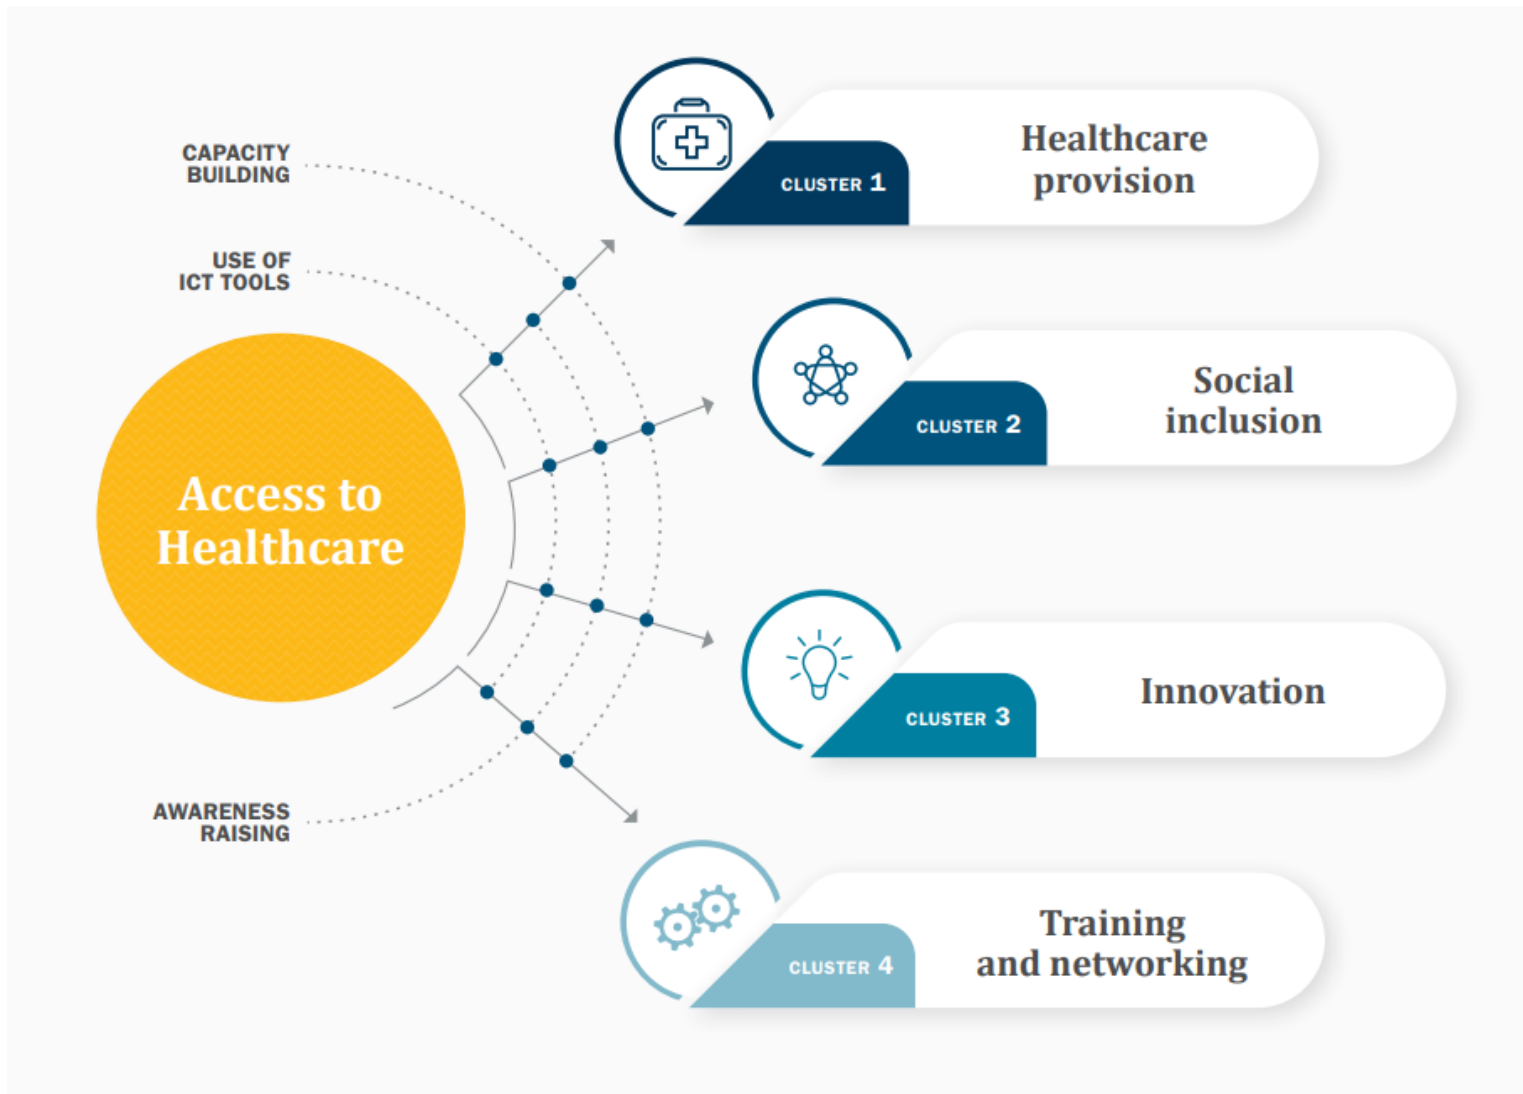 CAPACITY
BUILDING
USE OF
ICT TOOLS
Access to
Healthcare
AWARENESS
RAISING
CLUSTER 1
Healthcare
provision
CLUSTER 2
Social
inclusion
CLUSTER 3
Innovation
CLUSTER 4
Training
and networking